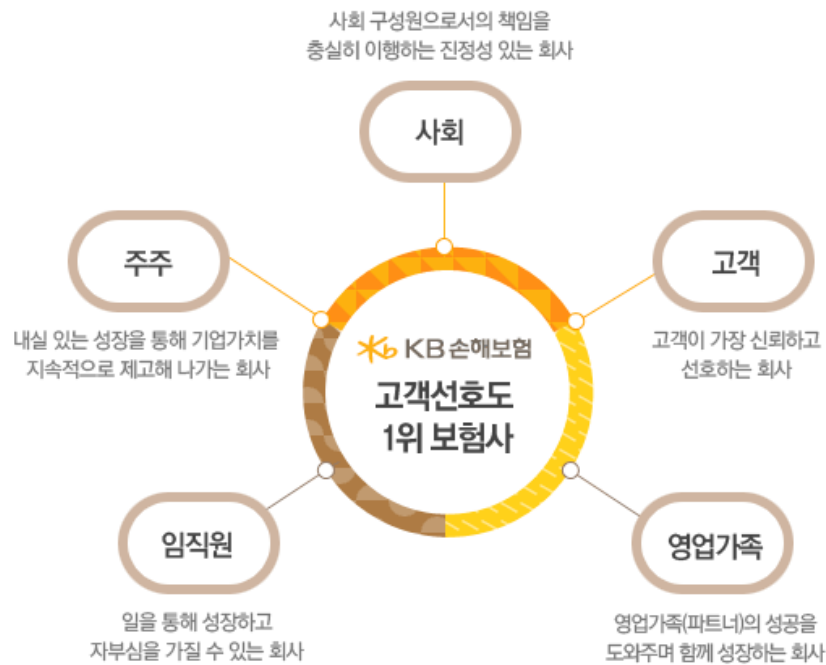 사회 구성원으로서의 책임을
충실히 이행하는 진정성 있는 회사
사회
주주
내실 있는 성장을 통해 기업가치를
지속적으로 제고해 나가는 회사
고객
고객이 가장 신뢰하고
선호하는 회사
KB손해보험
고객선호도
1위 보험사
임직원
일을 통해 성장하고
자부심을 가질 수 있는 회사
영업가족
영업가족(파트너)의 성공을
도와주며 함께 성장하는 회사